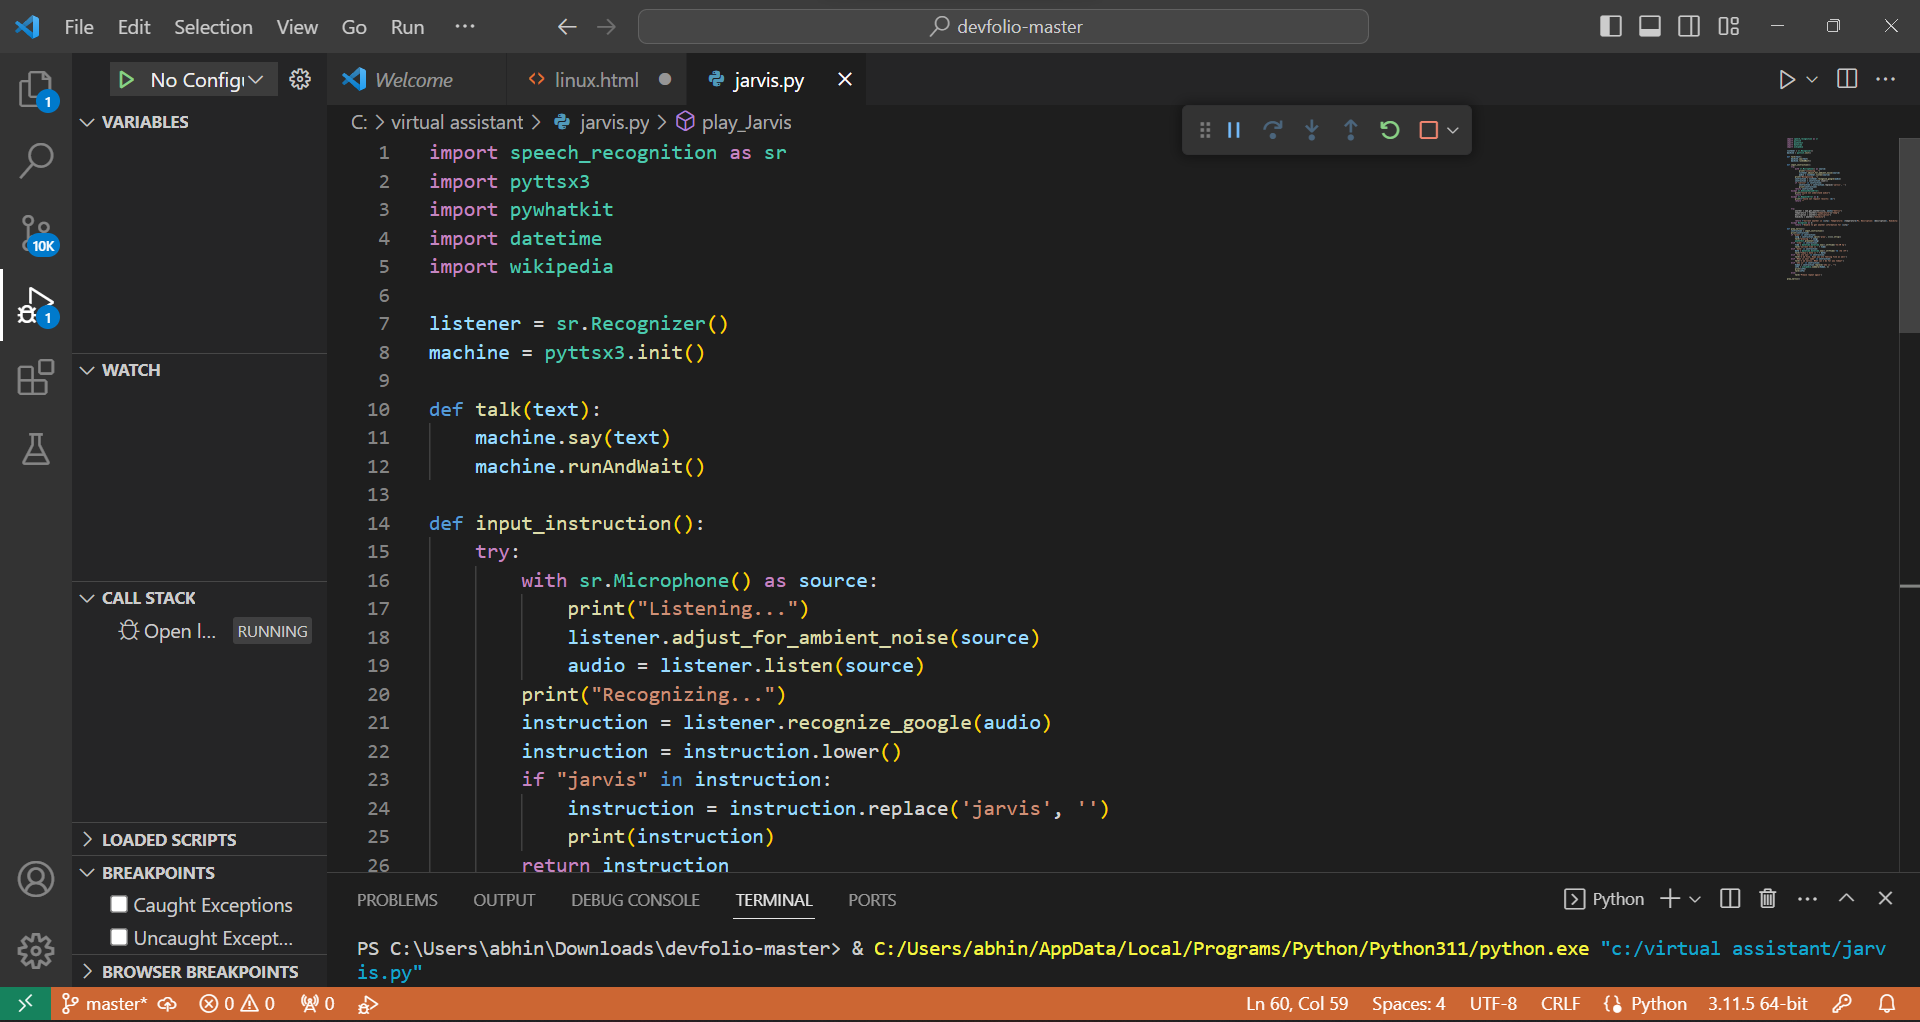 File Edit Selection View Go Run ··· devfolio-master
No Configu
Welcome linux.html jarvis.py
C: > virtual assistant > jarvis.py > play_Jarvis
VARIABLES
WATCH
CALL STACK
Open l... RUNNING
LOADED SCRIPTS
BREAKPOINTS
Caught Exceptions
Uncaught Except...
BROWSER BREAKPOINTS
1
10K
1
1 import speech_recognition as sr
2 import pyttsx3
3 import pywhatkit
4 import datetime
5 import wikipedia
6
7 listener = sr.Recognizer()
8 machine = pyttsx3.init()
9
10 def talk(text):
11 machine.say(text)
12 machine.runAndWait()
13
14 def input_instruction():
15 try:
16 with sr.Microphone() as source:
17 print("Listening...")
18 listener.adjust_for_ambient_noise(source)
19 audio = listener.listen(source)
20 print("Recognizing...")
21 instruction = listener.recognize_google(audio)
22 instruction = instruction.lower()
23 if "jarvis" in instruction:
24 instruction = instruction.replace('jarvis', '')
25 print(instruction)
26 return instruction
PROBLEMS OUTPUT DEBUG CONSOLE TERMINAL PORTS Python
PS C:\Users\abhin\Downloads\devfolio-master> & C:/Users/abhin/AppData/Local/Programs/Python/Python311/python.exe "c:/virtual assistant/jarv
is.py"
master* 0 0 0 Ln 60, Col 59 Spaces: 4 UTF-8 CRLF Python 3.11.5 64-bit